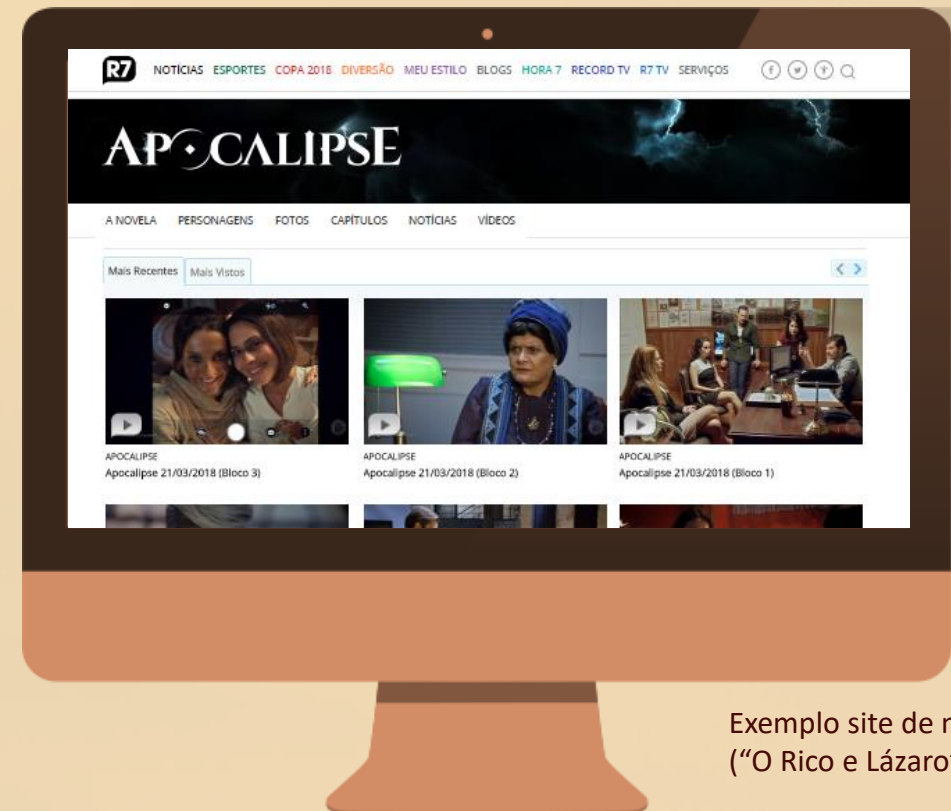 R7 NOTÍCIAS ESPORTES COPA 2018 DIVERSÃO MEU ESTILO BLOGS HORA 7 RECORD TV R7 TV SERVIÇOS
APOCALIPSE
A NOVELA PERSONAGENS FOTOS CAPÍTULOS NOTÍCIAS VÍDEOS
Mais Recentes Mais Vistos
APOCALIPSE APOCALIPSE APOCALIPSE
Apocalipse 21/03/2018 (Bloco 3) Apocalipse 21/03/2018 (Bloco 2) Apocalipse 21/03/2018 (Bloco 1)
Exemplo site de
(“O Rico e Lázaro